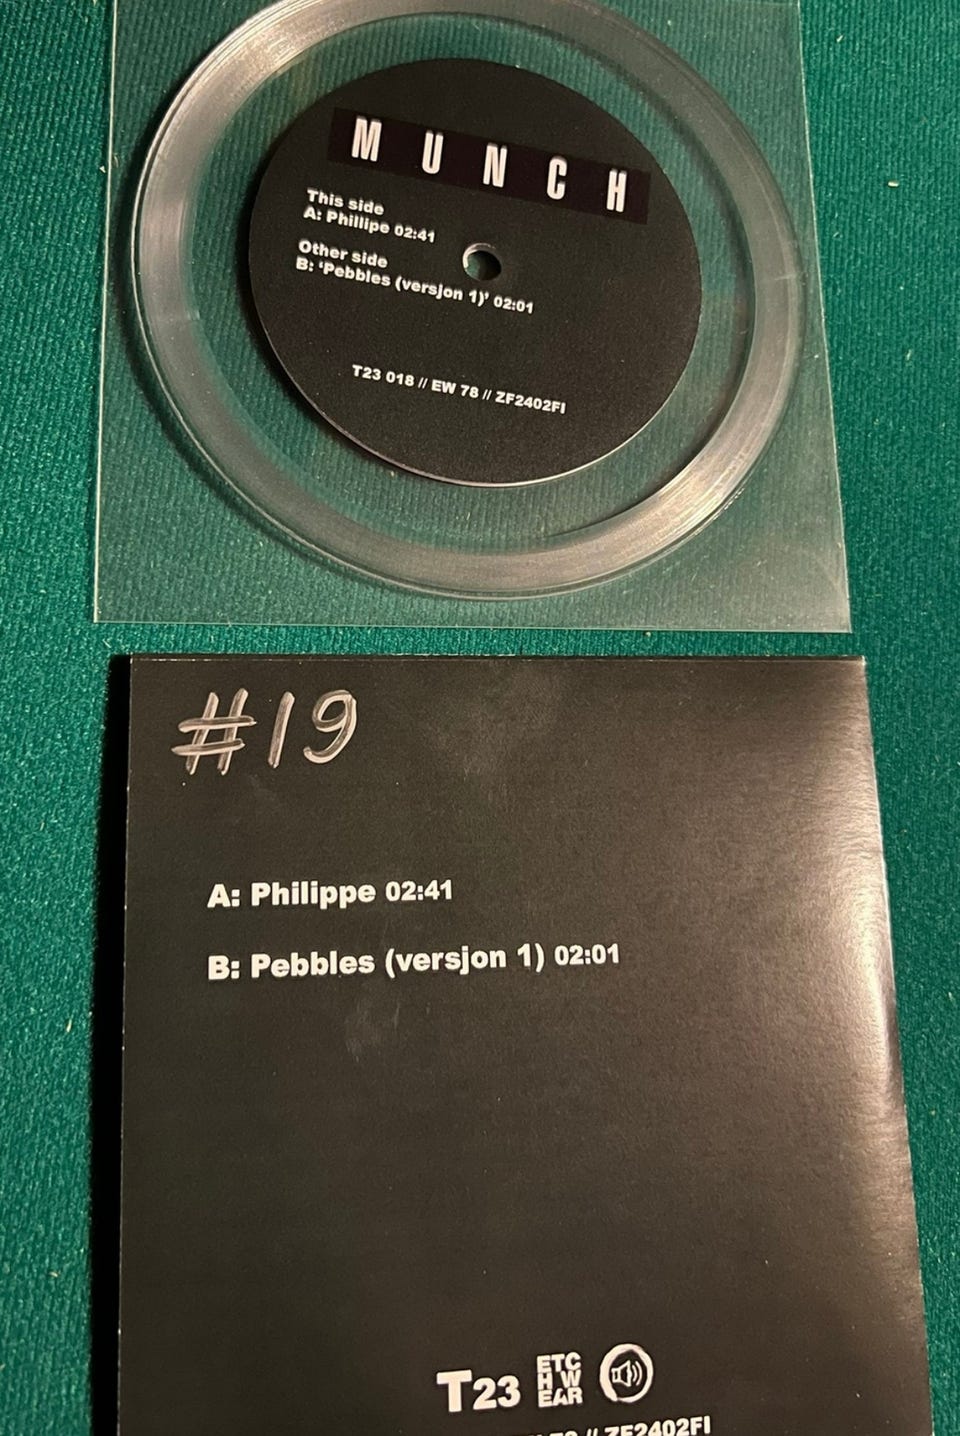 MUNCH
This side
A: Phillipe 02:41
Other side
B: ‘Pebbles (versjon 1)’ 02:01
T23 018 // EW 78 // ZF2402FI
#19
A: Philippe 02:41
B: Pebbles (versjon 1) 02:01
T23
ETC
H W
EAR
// ZF2402FI